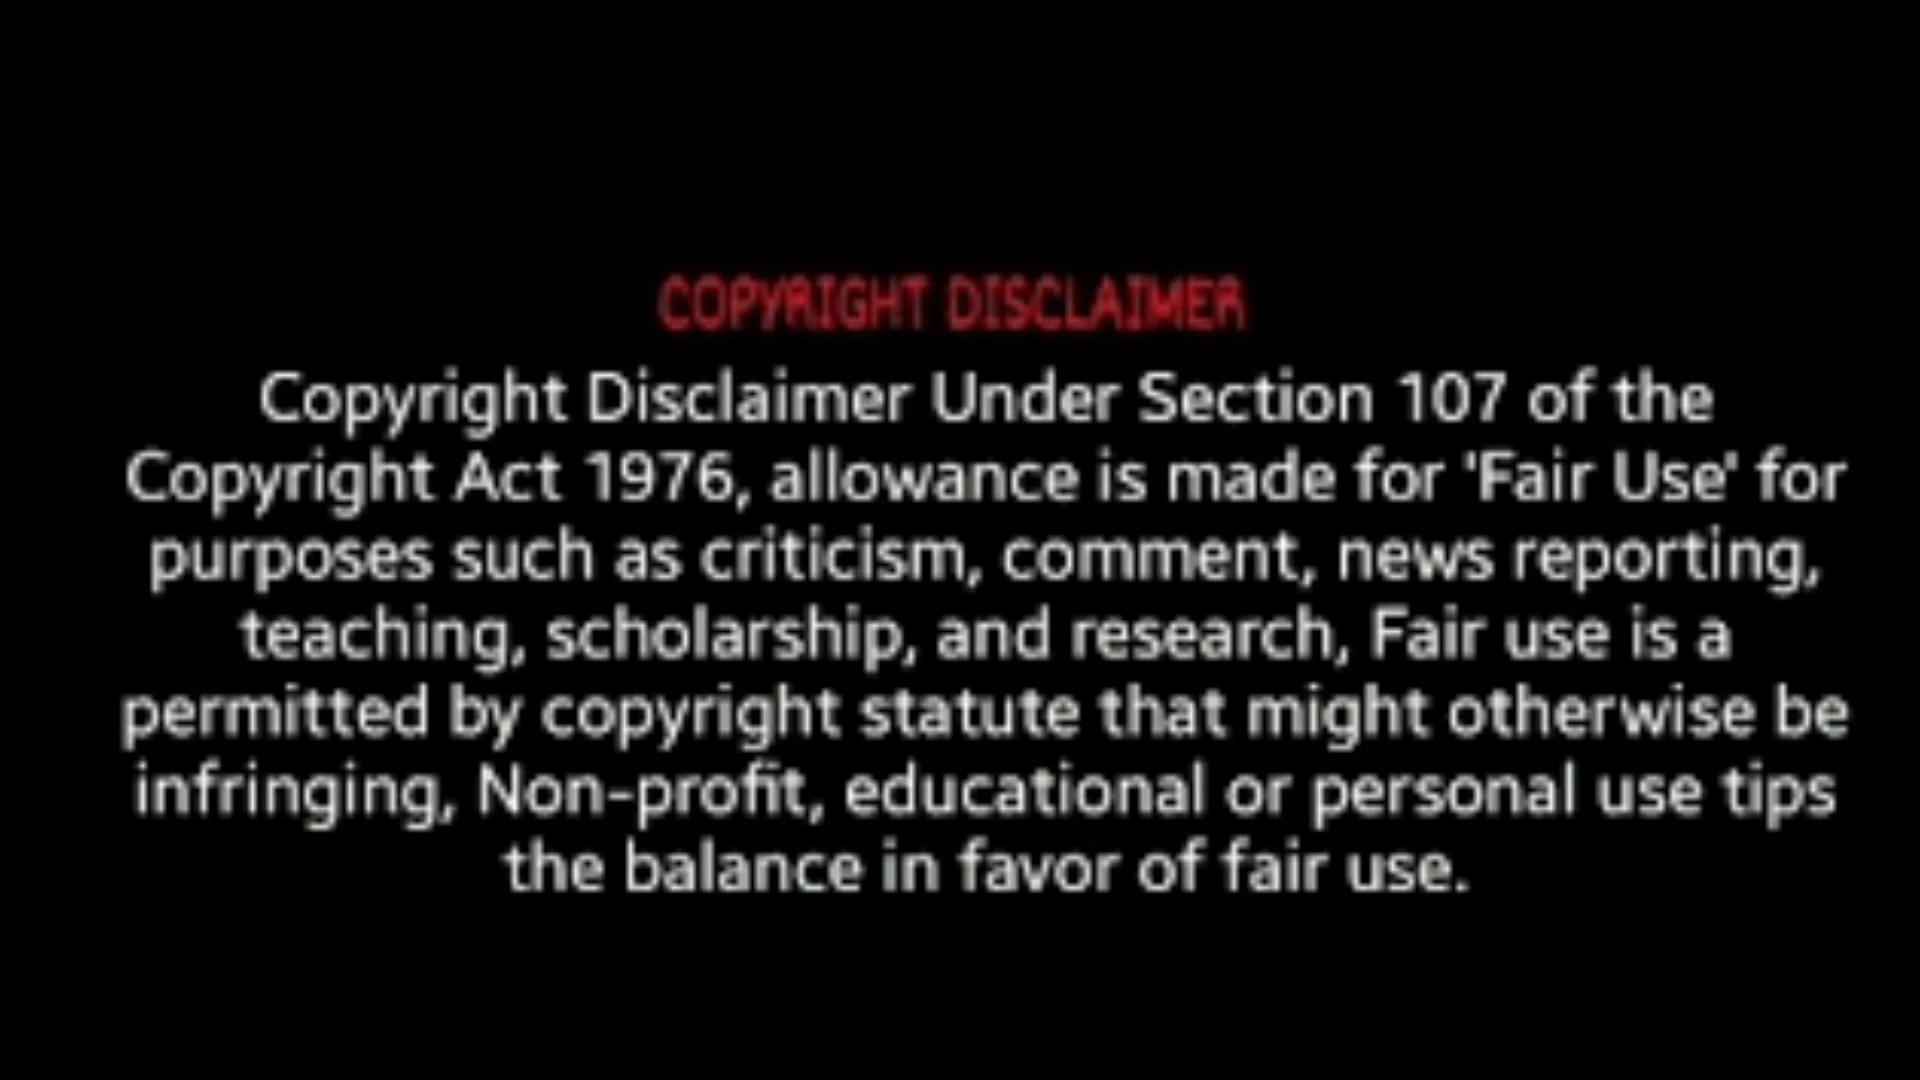 COPYRIGHT DISCLAIMER
Copyright Disclaimer Under Section 107 of the
Copyright Act 1976, allowance is made for 'Fair Use' for
purposes such as criticism, comment, news reporting,
teaching, scholarship, and research, Fair use is a
permitted by copyright statute that might otherwise be
infringing, Non-profit, educational or personal use tips
the balance in favor of fair use.